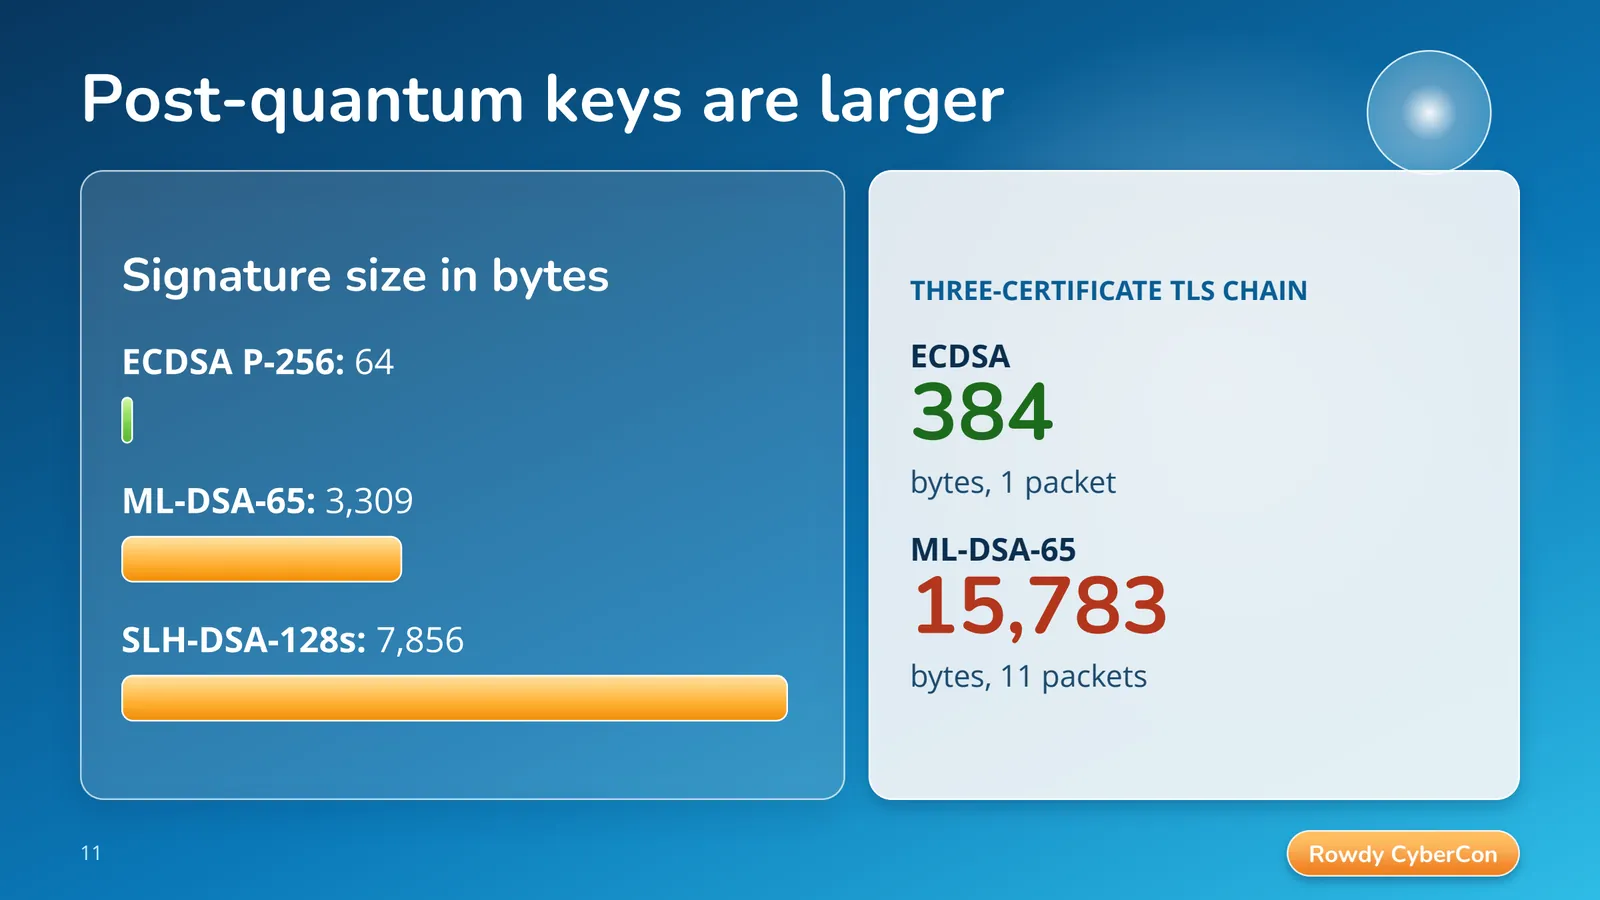 Post-quantum keys are larger
Signature size in bytes
ECDSA P-256: 64
ML-DSA-65: 3,309
SLH-DSA-128s: 7,856
THREE-CERTIFICATE TLS CHAIN
ECDSA
384
bytes, 1 packet
ML-DSA-65
15,783
bytes, 11 packets
11
Rowdy CyberCon